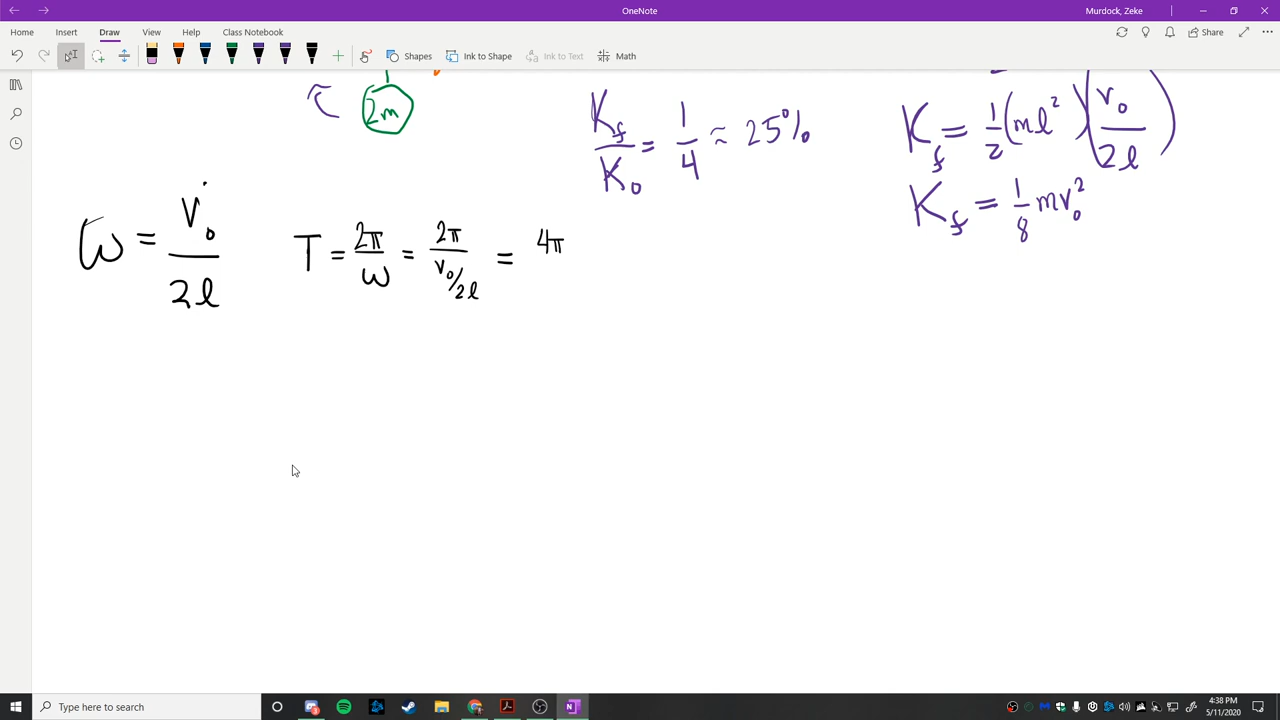 OneNote
Murdock, Zeke
Home Insert Draw View Help Class Notebook
Share
Shapes Ink to Shape Ink to Text Math
2m
K_f/K_0 = 1/4 ≈ 25%
K_f = 1/2 (ml²)(v_0/2l)
K_f = 1/8 mv_0²
ω = v_0/2l
T = 2π/ω = 2π/(v_0/2l) = 4π
Type here to search
4:38 PM
5/11/2020